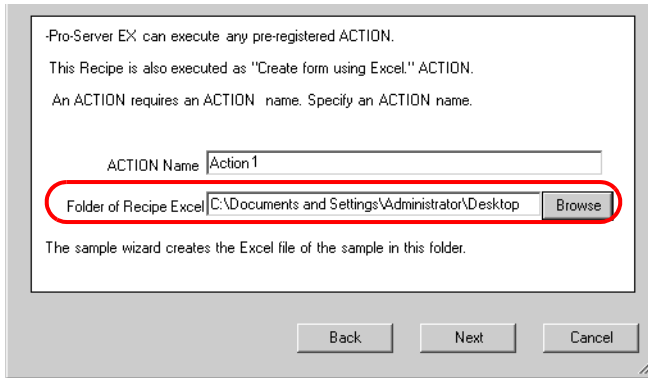 -Pro-Server EX can execute any pre-registered ACTION.
This Recipe is also executed as "Create form using Excel." ACTION.
An ACTION requires an ACTION name. Specify an ACTION name.
ACTION Name Action1
Folder of Recipe Excel C:\Documents and Settings\Administrator\Desktop Browse
The sample wizard creates the Excel file of the sample in this folder.
Back Next Cancel